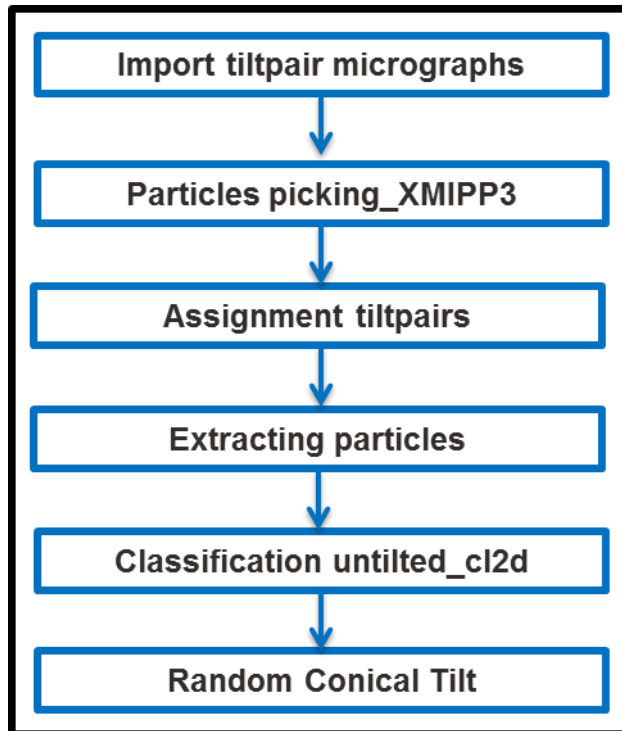 Import tiltpair micrographs
Particles picking_XMIPP3
Assignment tiltpairs
Extracting particles
Classification untilted_cl2d
Random Conical Tilt